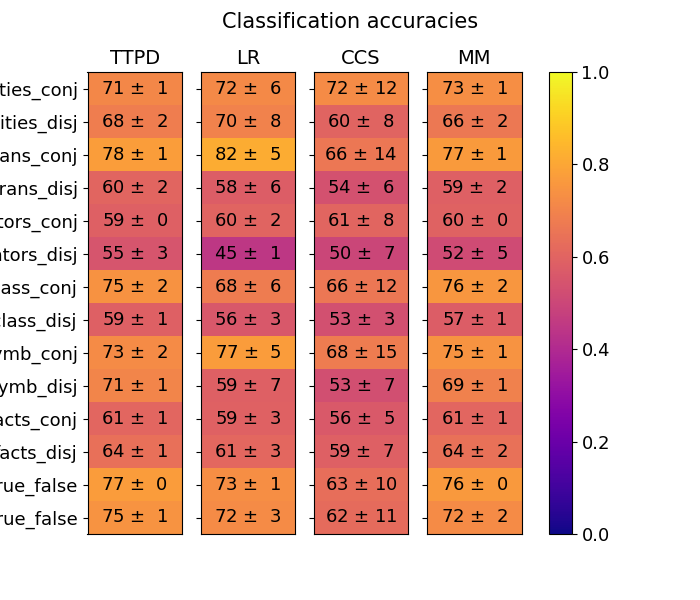 Classification accuracies
TTPD LR CCS MM
ties_conj 71 ± 1 72 ± 6 72 ± 12 73 ± 1 1.0
ities_disj 68 ± 2 70 ± 8 60 ± 8 66 ± 2
ans_conj 78 ± 1 82 ± 5 66 ± 14 77 ± 1 0.8
rans_disj 60 ± 2 58 ± 6 54 ± 6 59 ± 2
tors_conj 59 ± 0 60 ± 2 61 ± 8 60 ± 0 0.6
ators_disj 55 ± 3 45 ± 1 50 ± 7 52 ± 5
ass_conj 75 ± 2 68 ± 6 66 ± 12 76 ± 2
class_disj 59 ± 1 56 ± 3 53 ± 3 57 ± 1 0.4
ymb_conj 73 ± 2 77 ± 5 68 ± 15 75 ± 1
ymb_disj 71 ± 1 59 ± 7 53 ± 7 69 ± 1
acts_conj 61 ± 1 59 ± 3 56 ± 5 61 ± 1 0.2
facts_disj 64 ± 1 61 ± 3 59 ± 7 64 ± 2
rue_false 77 ± 0 73 ± 1 63 ± 10 76 ± 0
rue_false 75 ± 1 72 ± 3 62 ± 11 72 ± 2 0.0